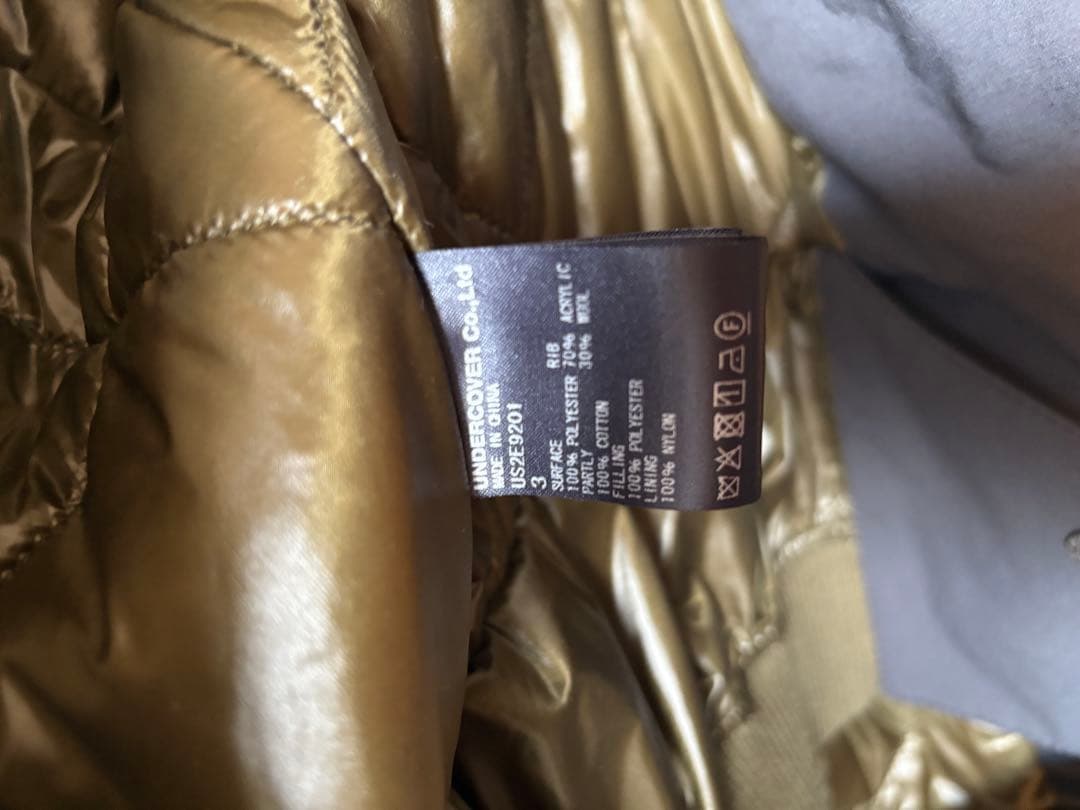 UNDERCOVER Co.,Ltd
MADE IN CHINA
US2E9201
3
SURFACE
100% POLYESTER
PARTLY
100% COTTON
FILLING
100% POLYESTER
LINING
100% NYLON
RIB
70% ACRYLIC
30% WOOL
F